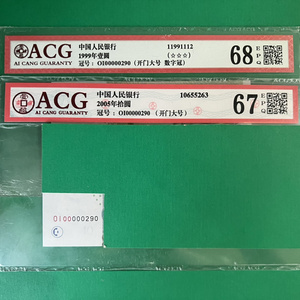 ACG
AI CANG GUARANTY
中国人民银行 11991112
1999年壹圆 (☆☆☆)
冠号：OI00000290 (开门大号 数字冠)
68 EPQ
ACG
AI CANG GUARANTY
中国人民银行 10655263
2005年拾圆
冠号：OI00000290 (开门大号)
67 EPQ
OI00000290